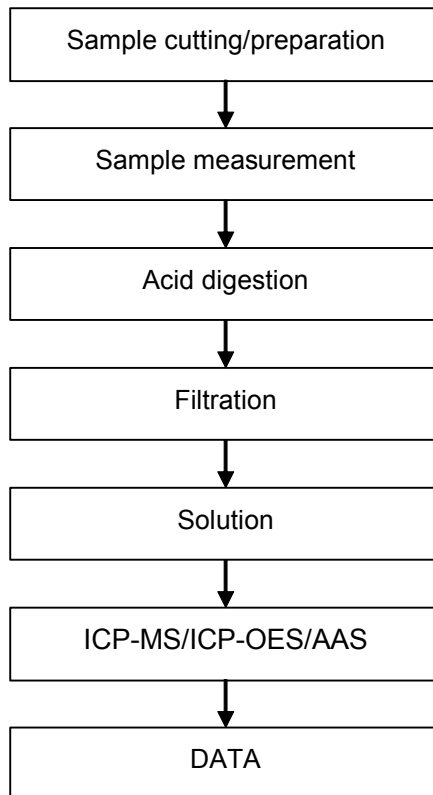 Sample cutting/preparation
Sample measurement
Acid digestion
Filtration
Solution
ICP-MS/ICP-OES/AAS
DATA